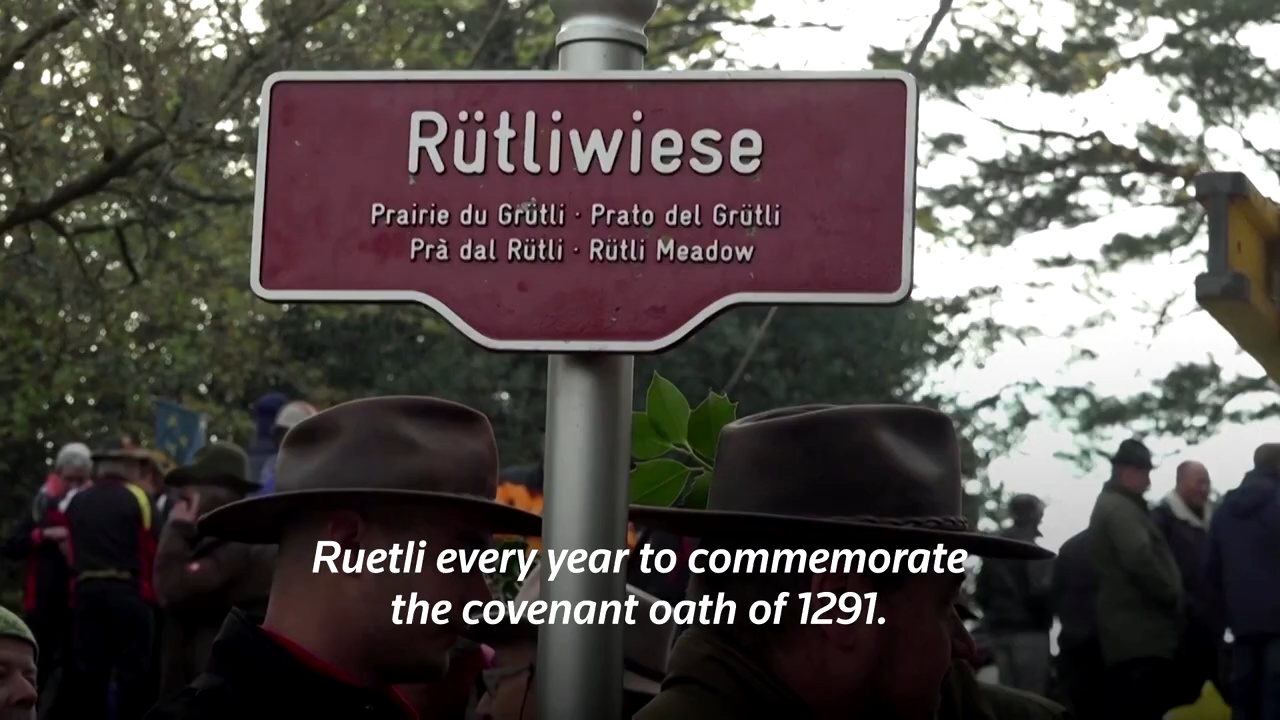 Rütliwiese
Prairie du Grütli · Prato del Grütli
Prà dal Rütli · Rütli Meadow
Ruetli every year to commemorate
the covenant oath of 1291.